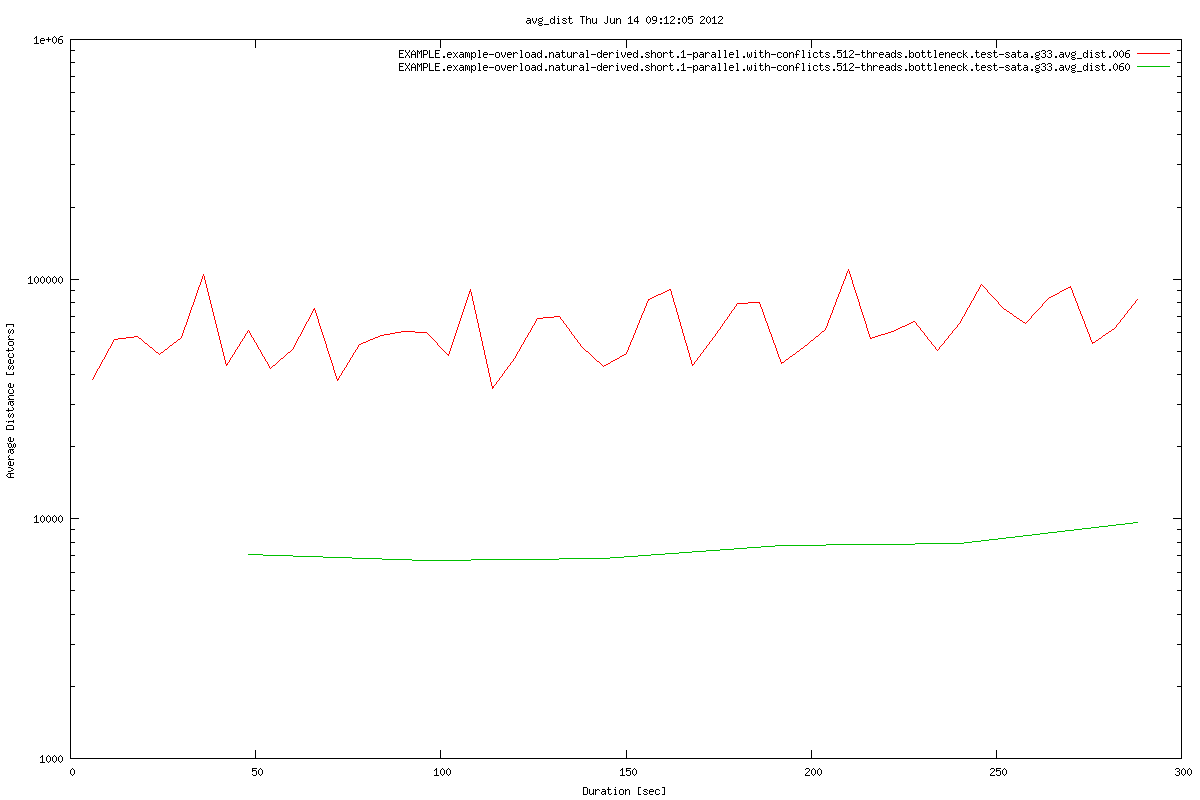 avg_dist Thu Jun 14 09:12:05 2012
1e+06
EXAMPLE.example-overload.natural-derived.short.1-parallel.with-conflicts.512-threads.bottleneck.test-sata.g33.avg_dist.006
EXAMPLE.example-overload.natural-derived.short.1-parallel.with-conflicts.512-threads.bottleneck.test-sata.g33.avg_dist.060
100000
Average Distance [sectors]
10000
1000
0 50 100 150 200 250 300
Duration [sec]